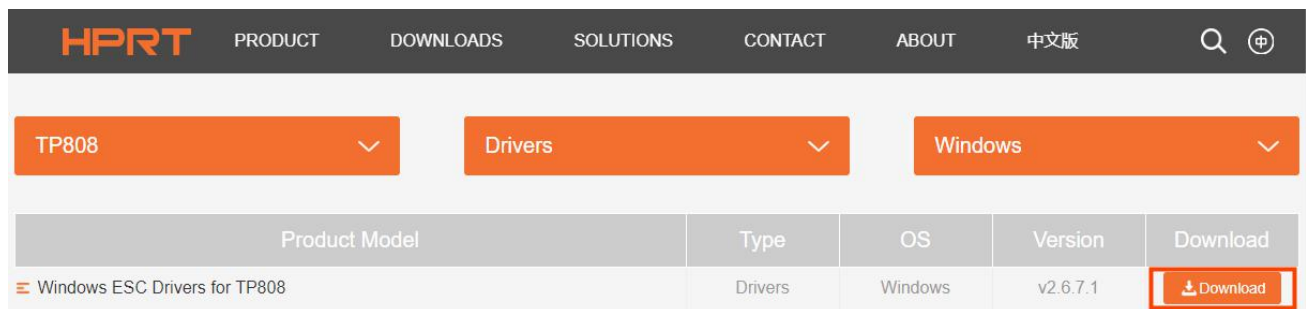 HPRT PRODUCT DOWNLOADS SOLUTIONS CONTACT ABOUT 中文版 中
TP808 Drivers Windows
Product Model Type OS Version Download
Windows ESC Drivers for TP808 Drivers Windows v2.6.7.1 Download